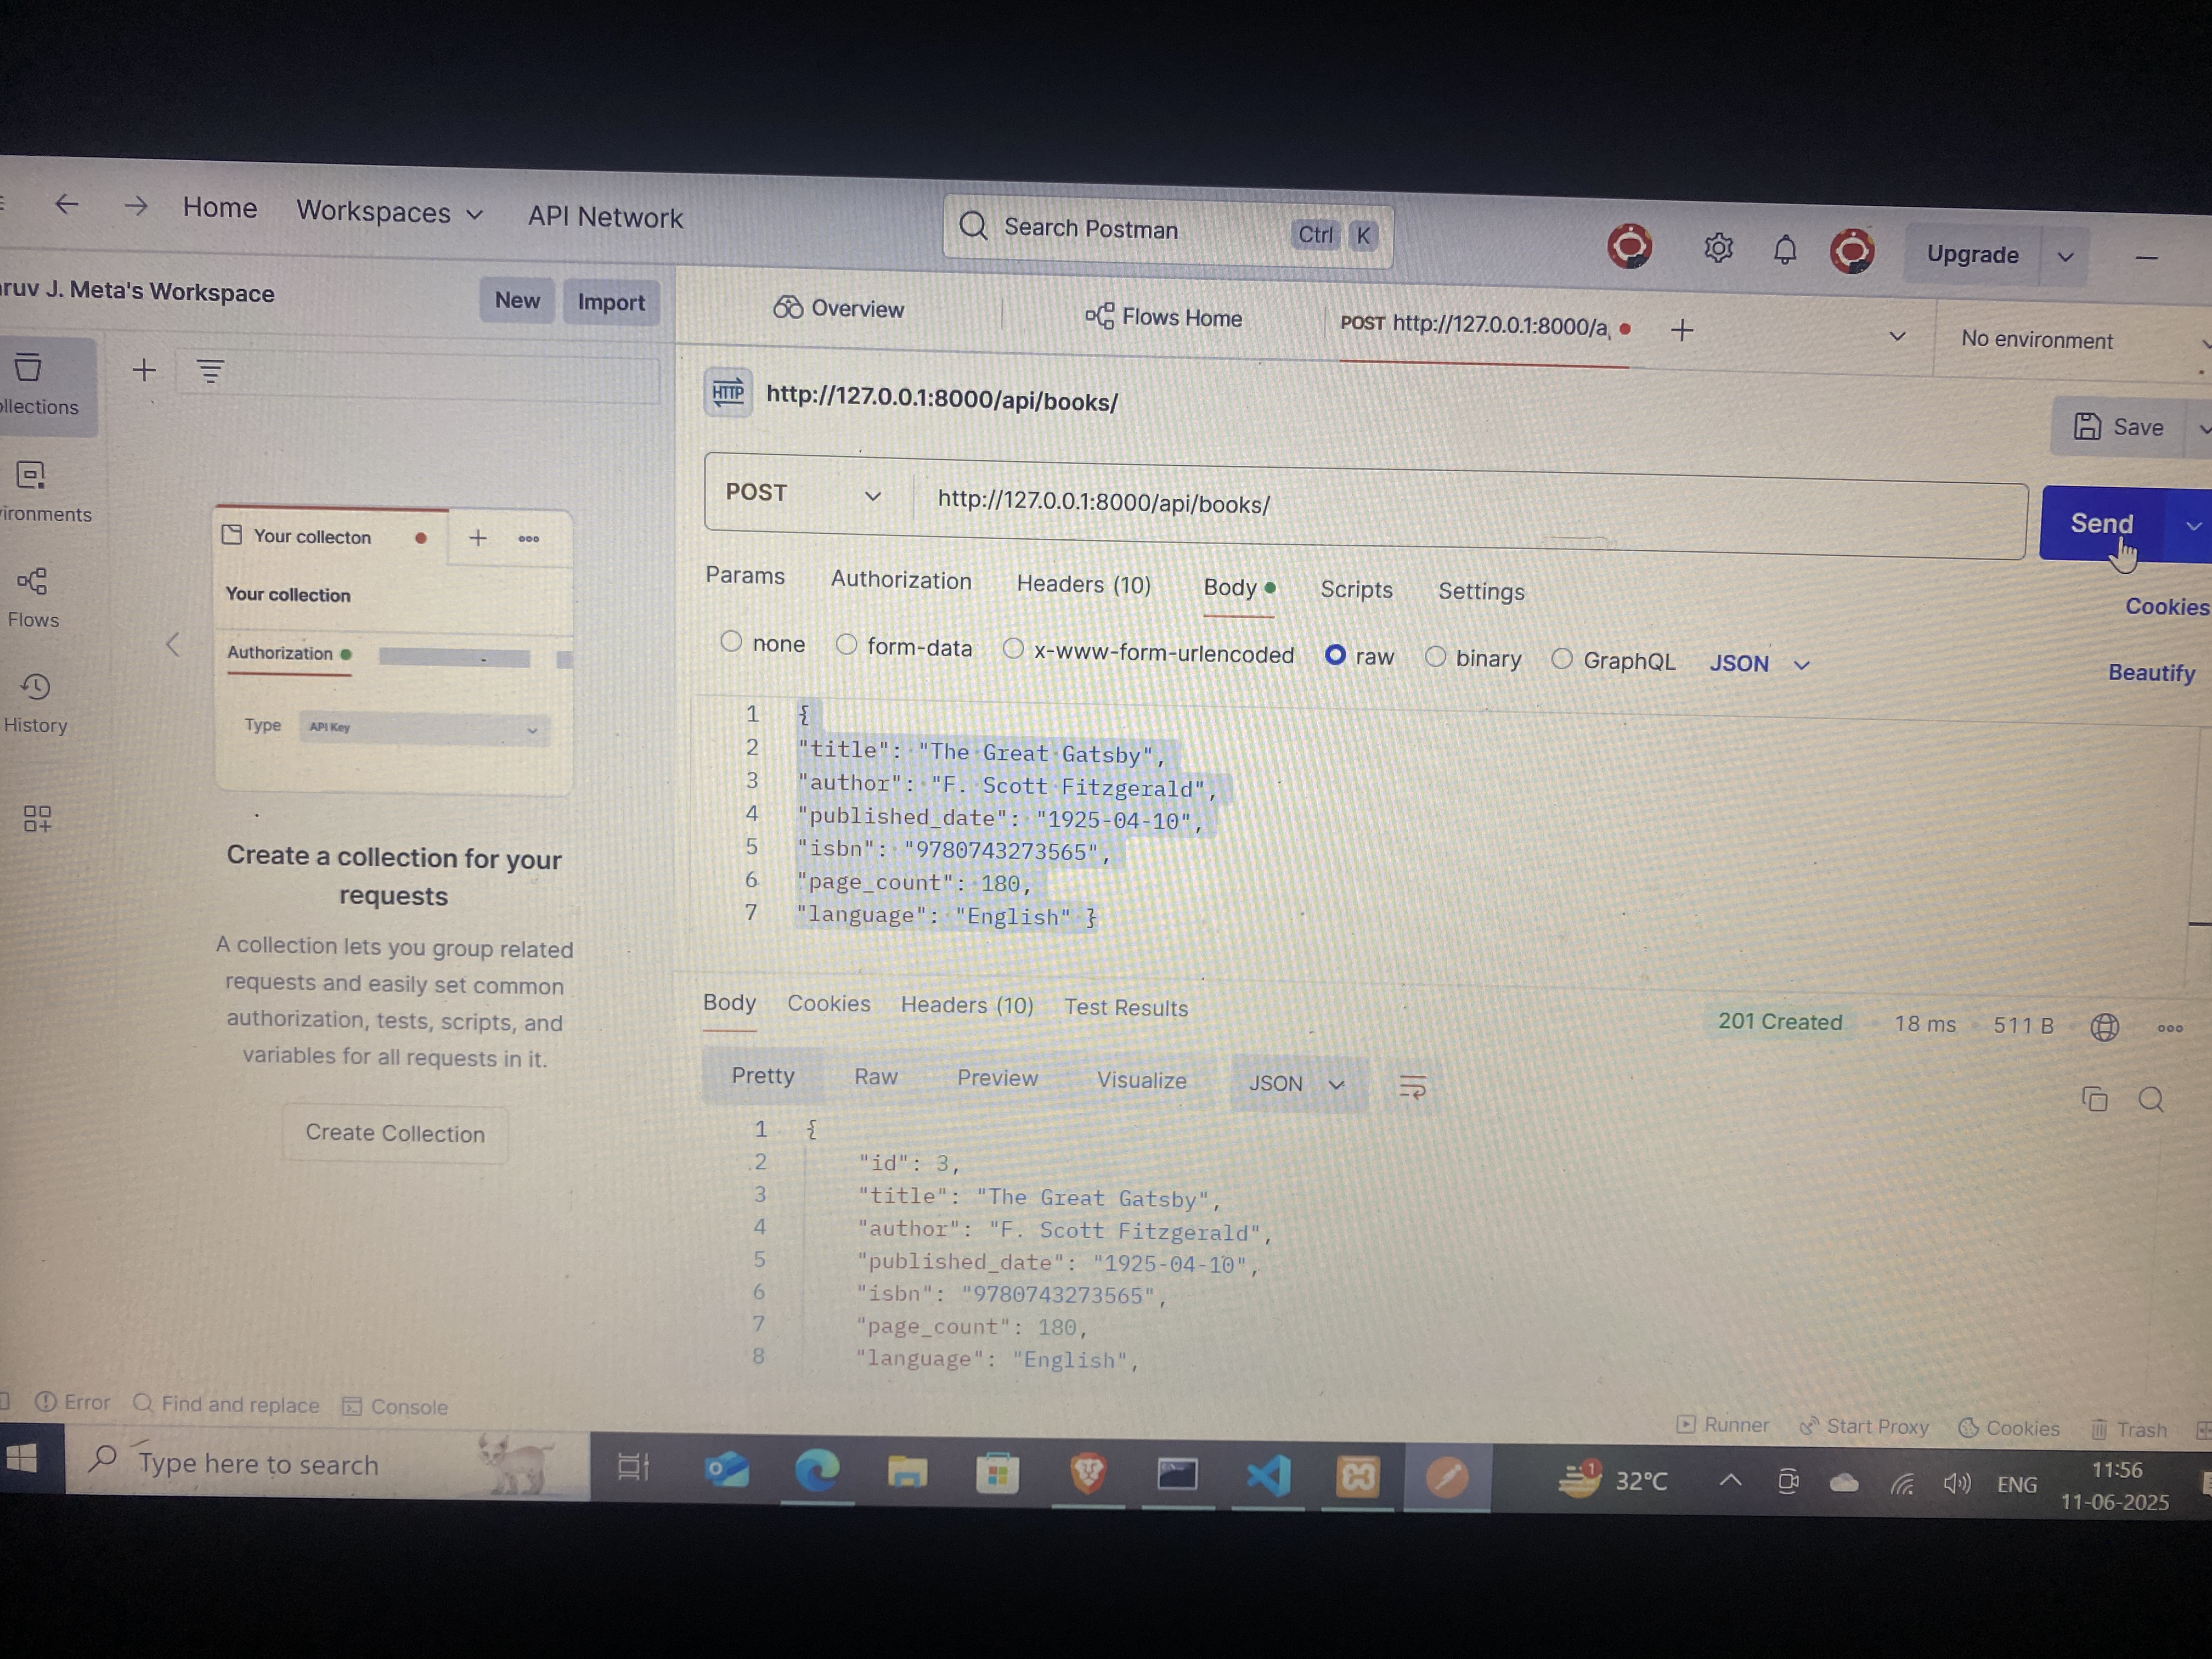 Home Workspaces API Network
Search Postman Ctrl K
Upgrade
ruv J. Meta's Workspace
New Import
Overview
Flows Home
POST http://127.0.0.1:8000/a
No environment
ollections
HTTP http://127.0.0.1:8000/api/books/
Save
POST http://127.0.0.1:8000/api/books/
Send
ironments
Your collecton
Your collection
Authorization
Type API Key
Flows
History
Params Authorization Headers (10) Body Scripts Settings
Cookies
none form-data x-www-form-urlencoded raw binary GraphQL JSON
Beautify
1 {
2 "title": "The Great Gatsby",
3 "author": "F. Scott Fitzgerald",
4 "published_date": "1925-04-10",
5 "isbn": "9780743273565",
6 "page_count": 180,
7 "language": "English" }
Create a collection for your
requests
A collection lets you group related
requests and easily set common
authorization, tests, scripts, and
variables for all requests in it.
Create Collection
Body Cookies Headers (10) Test Results
201 Created 18 ms 511 B
Pretty Raw Preview Visualize JSON
1 {
2 "id": 3,
3 "title": "The Great Gatsby",
4 "author": "F. Scott Fitzgerald",
5 "published_date": "1925-04-10",
6 "isbn": "9780743273565",
7 "page_count": 180,
8 "language": "English",
Error Find and replace Console
Runner Start Proxy Cookies Trash
Type here to search
1
32°C
ENG
11:56
11-06-2025